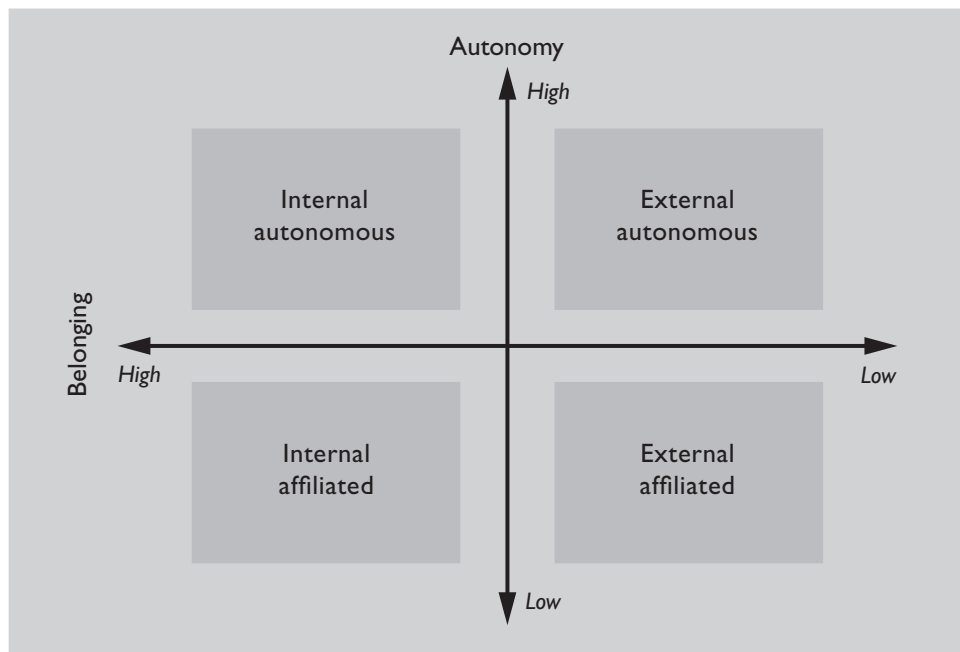 Autonomy
High
Internal
autonomous
External
autonomous
Belonging
High
Low
Internal
affiliated
External
affiliated
Low